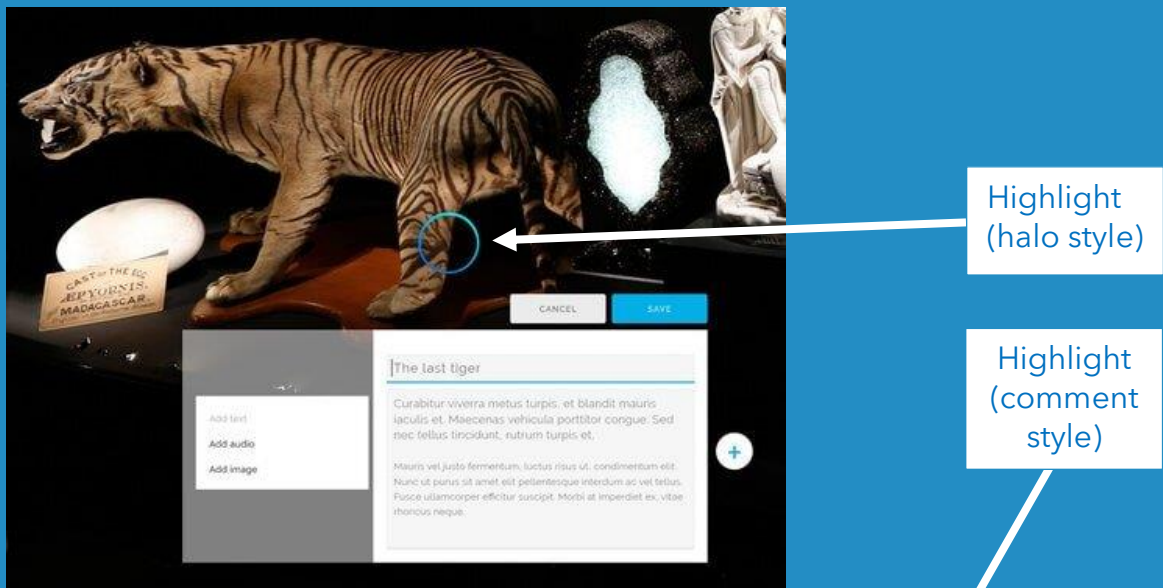 CAST OF THE EGG
ÆPYORNIS.
MADAGASCAR.
Highlight
(halo style)
CANCEL
SAVE
Highlight
(comment
style)
The last tiger
Curabitur viverra metus turpis, et blandit mauris
iaculis et. Maecenas vehicula porttitor congue. Sed
nec tellus tincidunt, rutrum turpis et,
Add text
Add audio
Add image
+
Mauris vel justo fermentum, luctus risus ut, condimentum elit.
Nunc ut purus sit amet elit pellentesque interdum ac vel tellus.
Fusce ullamcorper efficitur suscipit. Morbi at imperdiet ex, vitae
rhoncus neque.